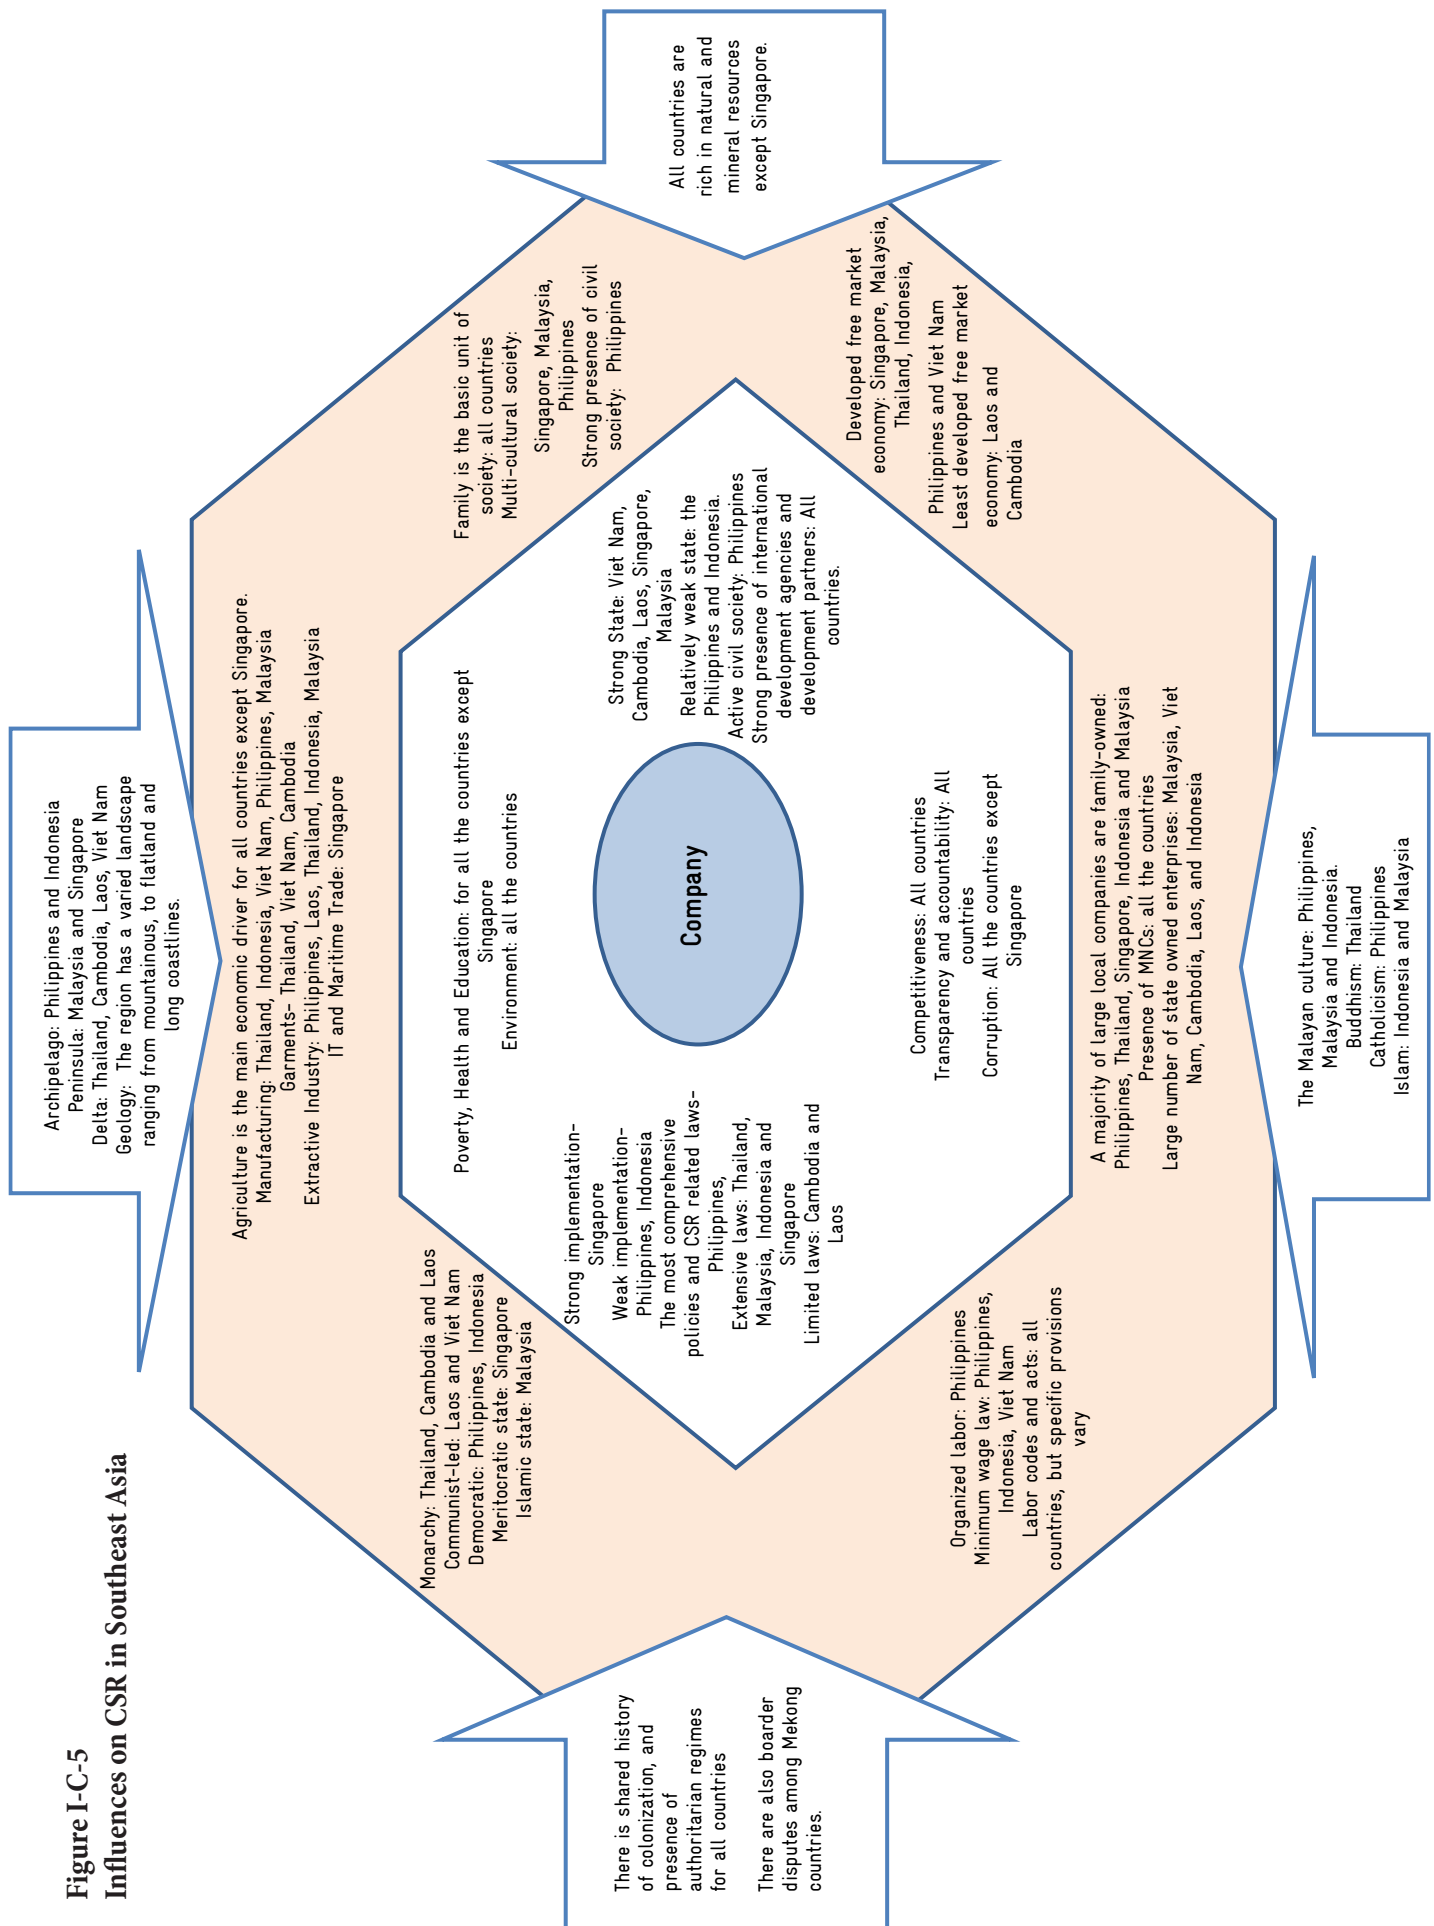 Figure I-C-5
Influences on CSR in Southeast Asia
Archipelago: Philippines and Indonesia
Peninsula: Malaysia and Singapore
Delta: Thailand, Cambodia, Laos, Viet Nam
Geology: The region has a varied landscape
ranging from mountainous, to flatland and
long coastlines.
Agriculture is the main economic driver for all countries except Singapore.
Manufacturing: Thailand, Indonesia, Viet Nam, Philippines, Malaysia
Garments- Thailand, Viet Nam, Cambodia
Extractive Industry: Philippines, Laos, Thailand, Indonesia, Malaysia
IT and Maritime Trade: Singapore
Monarchy: Thailand, Cambodia and Laos
Communist-led: Laos and Viet Nam
Democratic: Philippines, Indonesia
Meritocratic state: Singapore
Islamic state: Malaysia
Family is the basic unit of
society: all countries
Multi-cultural society:
Singapore, Malaysia,
Philippines
Strong presence of civil
society: Philippines
Poverty, Health and Education: for all the countries except
Singapore
Environment: all the countries
There is shared history
of colonization, and
presence of
authoritarian regimes
for all countries
There are also boarder
disputes among Mekong
countries.
Strong implementation-
Singapore
Weak implementation-
Philippines, Indonesia
The most comprehensive
policies and CSR related laws-
Philippines,
Extensive laws: Thailand,
Malaysia, Indonesia and
Singapore
Limited laws: Cambodia and
Laos
Company
Strong State: Viet Nam,
Cambodia, Laos, Singapore,
Malaysia
Relatively weak state: the
Philippines and Indonesia.
Active civil society: Philippines
Strong presence of international
development agencies and
development partners: All
countries.
All countries are
rich in natural and
mineral resources
except Singapore.
Competitiveness: All countries
Transparency and accountability: All
countries
Corruption: All the countries except
Singapore
Organized labor: Philippines
Minimum wage law: Philippines,
Indonesia, Viet Nam
Labor codes and acts: all
countries, but specific provisions
vary
Developed free market
economy: Singapore, Malaysia,
Thailand, Indonesia,
Philippines and Viet Nam
Least developed free market
economy: Laos and
Cambodia
A majority of large local companies are family-owned:
Philippines, Thailand, Singapore, Indonesia and Malaysia
Presence of MNCs: all the countries
Large number of state owned enterprises: Malaysia, Viet
Nam, Cambodia, Laos, and Indonesia
The Malayan culture: Philippines,
Malaysia and Indonesia.
Buddhism: Thailand
Catholicism: Philippines
Islam: Indonesia and Malaysia